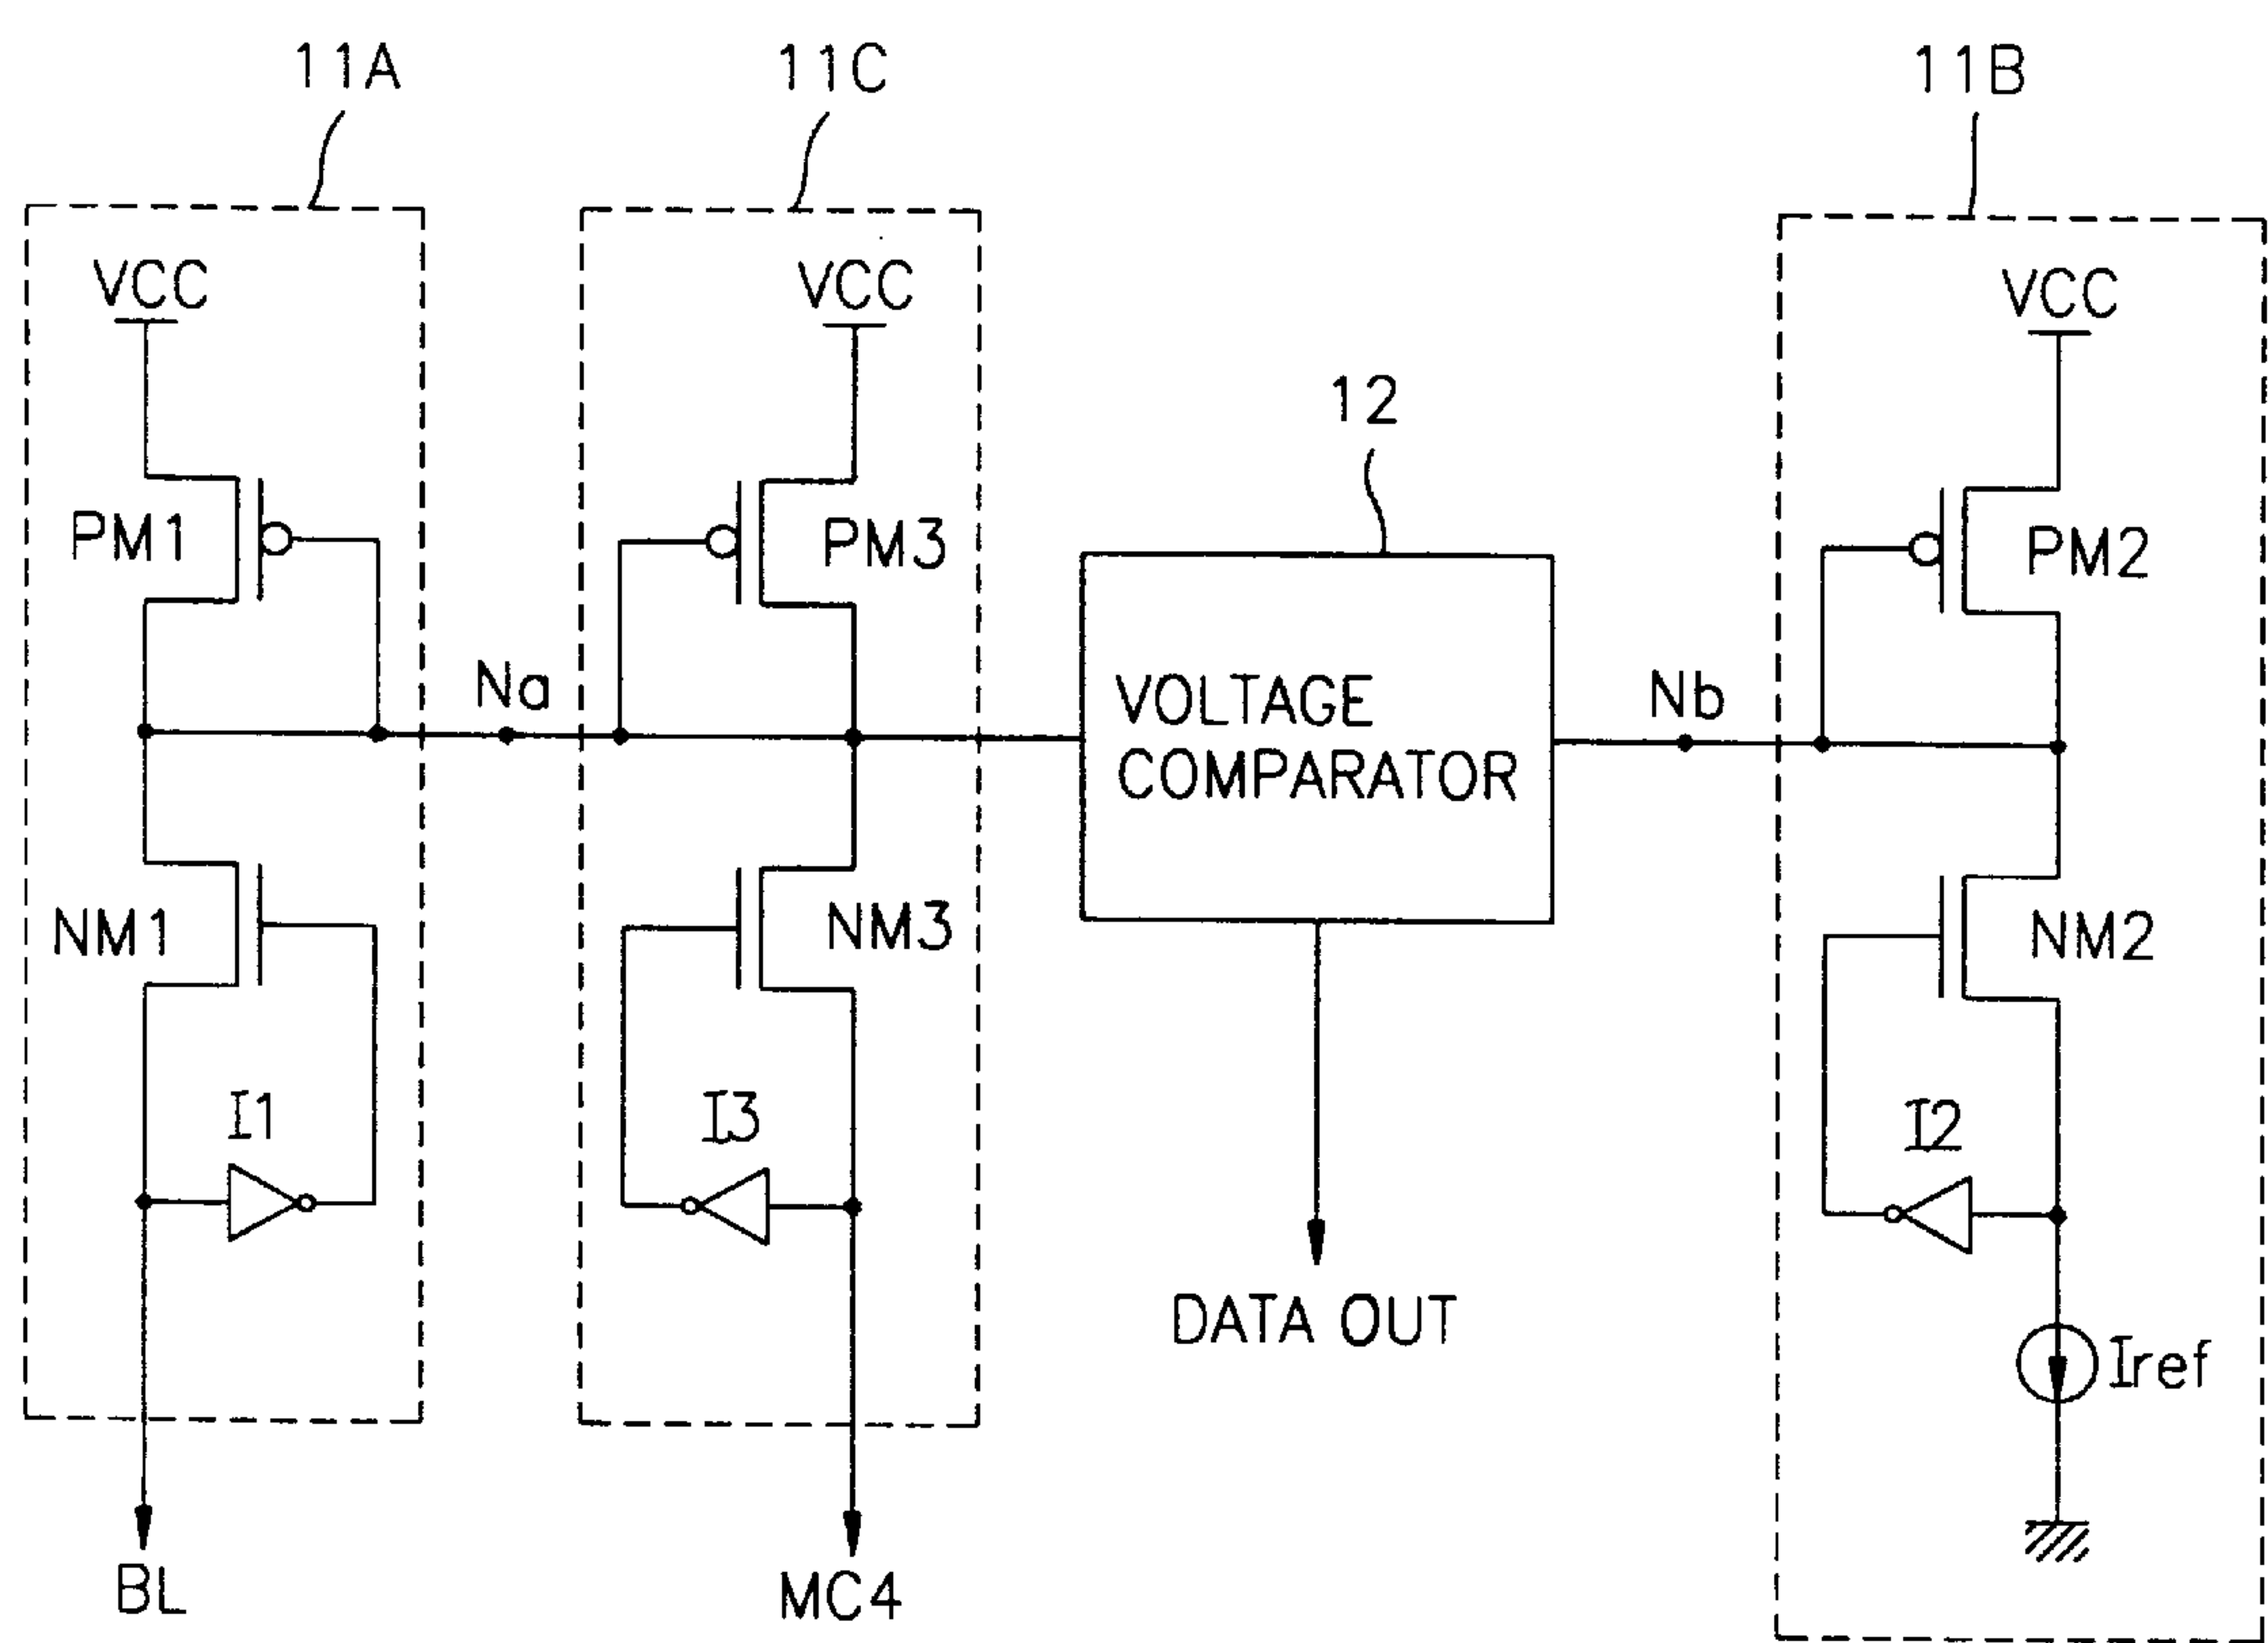 11A
11C
11B
VCC
VCC
VCC
12
PM1
PM3
PM2
Na
VOLTAGE
COMPARATOR
Nb
NM1
NM3
NM2
I1
I3
I2
DATA OUT
Iref
BL
MC4